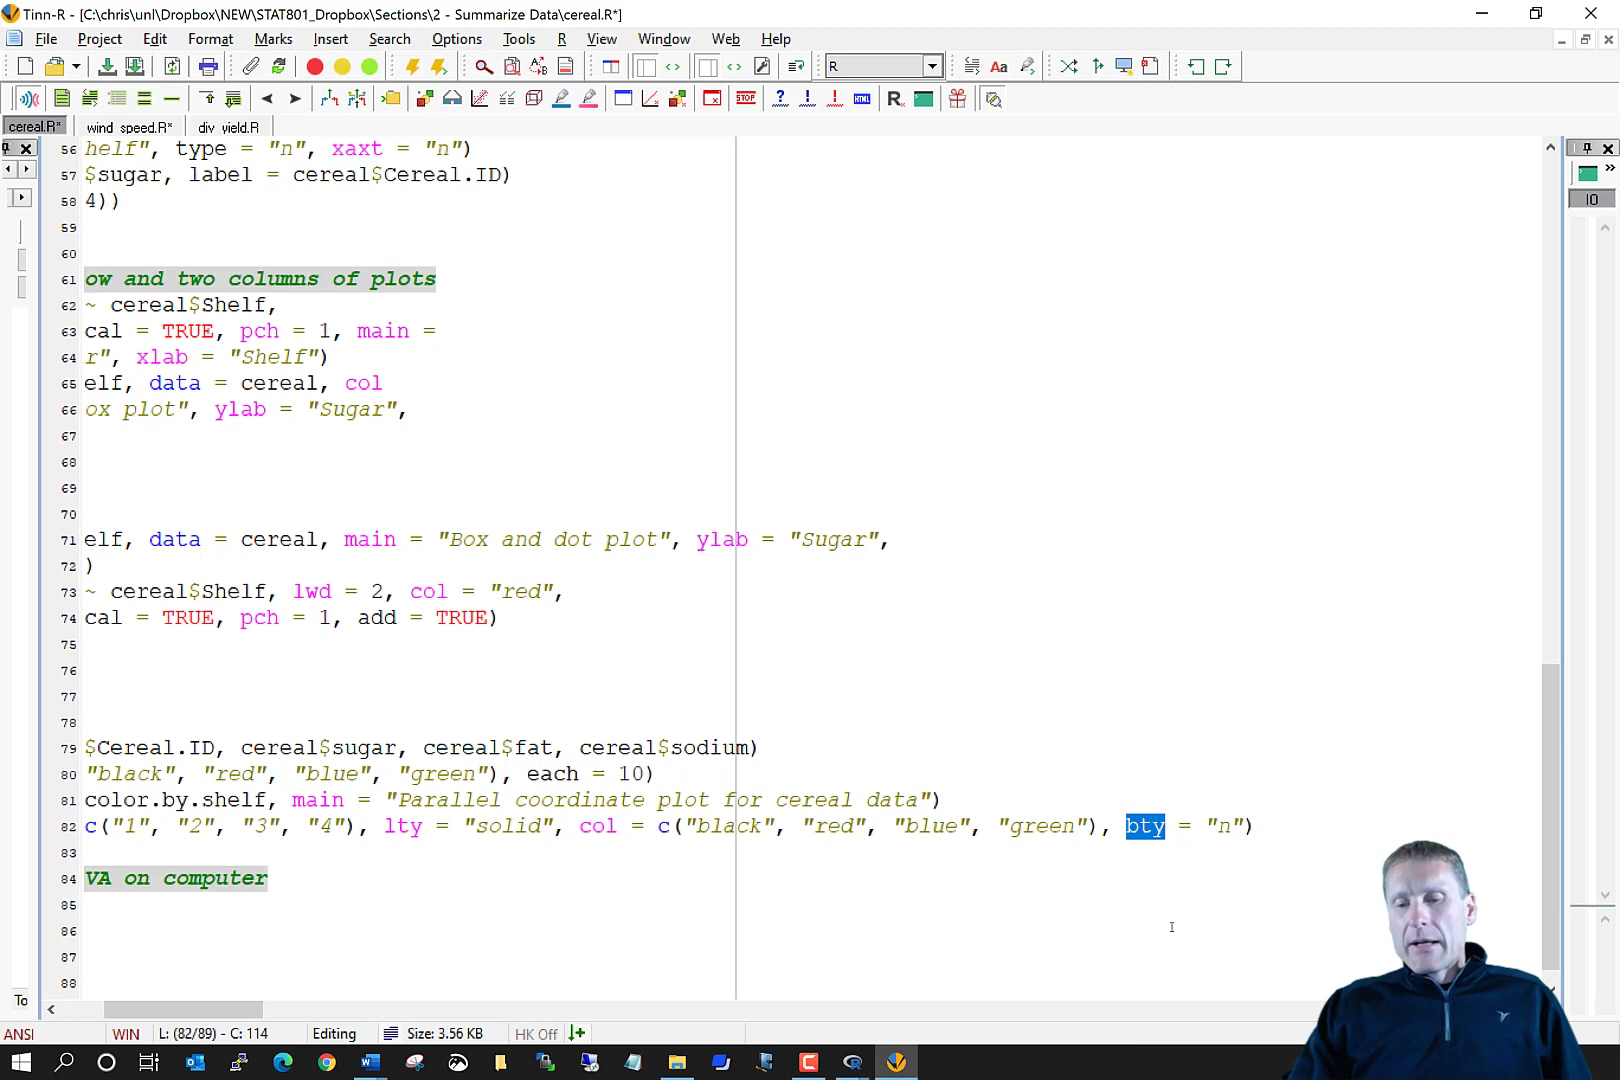 Tinn-R - [C:\chris\unl\Dropbox\NEW\STAT801_Dropbox\Sections\2 - Summarize Data\cereal.R*]
File Project Edit Format Marks Insert Search Options Tools R View Window Web Help
R
cereal.R* wind_speed.R* div_yield.R
IO
56 helf", type = "n", xaxt = "n")
57 $sugar, label = cereal$Cereal.ID)
58 4))
59
60
61 ow and two columns of plots
62 ~ cereal$Shelf,
63 cal = TRUE, pch = 1, main =
64 r", xlab = "Shelf")
65 elf, data = cereal, col
66 ox plot", ylab = "Sugar",
67
68
69
70
71 elf, data = cereal, main = "Box and dot plot", ylab = "Sugar",
72 )
73 ~ cereal$Shelf, lwd = 2, col = "red",
74 cal = TRUE, pch = 1, add = TRUE)
75
76
77
78
79 $Cereal.ID, cereal$sugar, cereal$fat, cereal$sodium)
80 "black", "red", "blue", "green"), each = 10)
81 color.by.shelf, main = "Parallel coordinate plot for cereal data")
82 c("1", "2", "3", "4"), lty = "solid", col = c("black", "red", "blue", "green"), bty = "n")
83
84 VA on computer
85
86
87
88
To
ANSI WIN L: (82/89) - C: 114 Editing Size: 3.56 KB HK Off